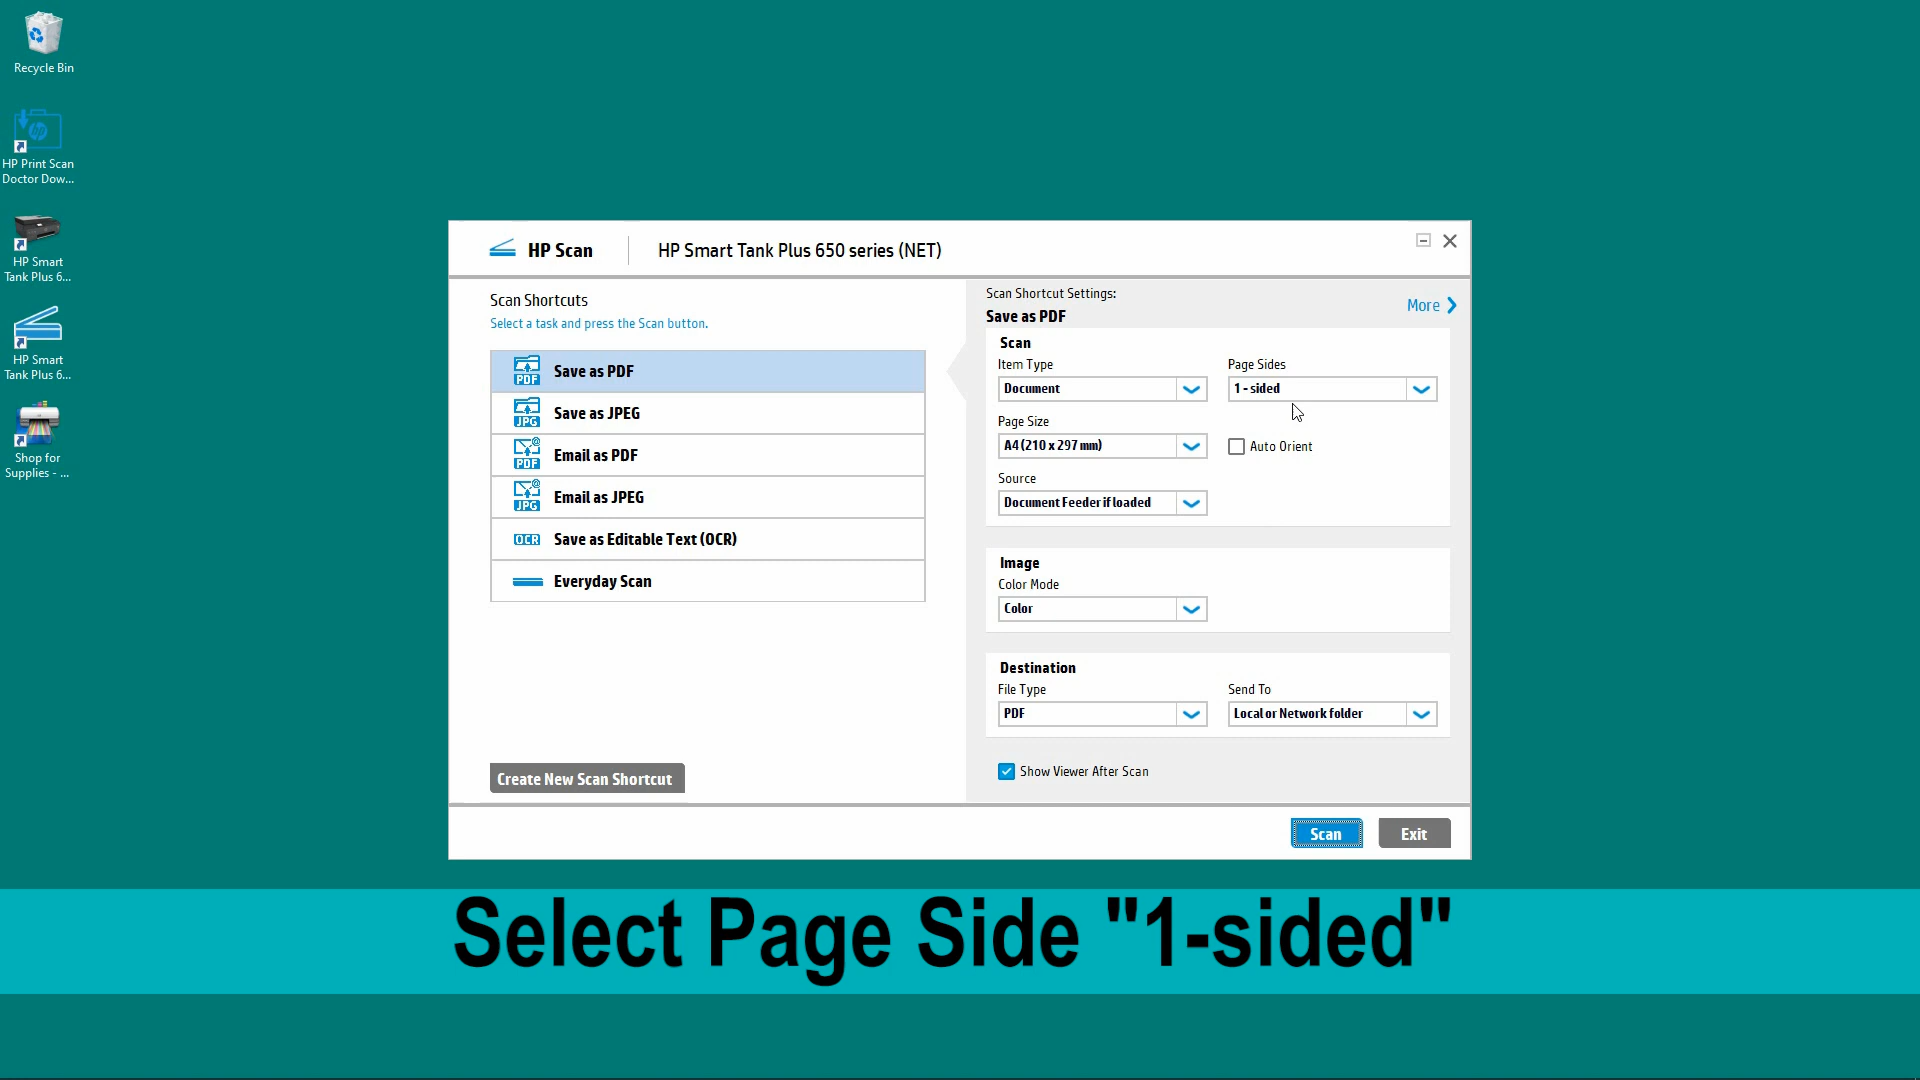 Recycle Bin
HP Print Scan
Doctor Dow...
HP Smart
Tank Plus 6...
HP Smart
Tank Plus 6...
Shop for
Supplies - ...
HP Scan
HP Smart Tank Plus 650 series (NET)
Scan Shortcuts
Select a task and press the Scan button.
PDF Save as PDF
JPG Save as JPEG
PDF Email as PDF
JPG Email as JPEG
OCR Save as Editable Text (OCR)
Everyday Scan
Create New Scan Shortcut
Scan Shortcut Settings:
More
Save as PDF
Scan
Item Type
Page Sides
Document
1 - sided
Page Size
A4 (210 x 297 mm)
Auto Orient
Source
Document Feeder if loaded
Image
Color Mode
Color
Destination
File Type
Send To
PDF
Local or Network folder
Show Viewer After Scan
Scan
Exit
Select Page Side "1-sided"